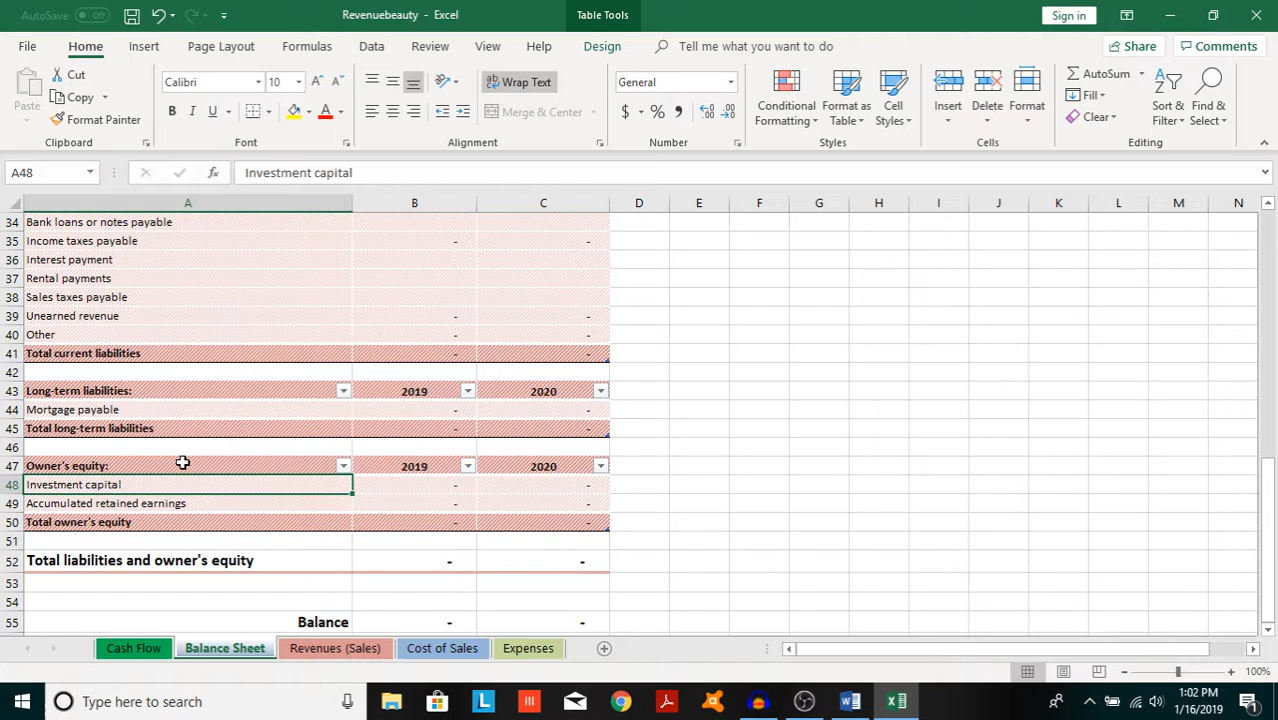 AutoSave Off
Revenuebeauty - Excel
Table Tools
Sign in
File Home Insert Page Layout Formulas Data Review View Help Design Tell me what you want to do Share Comments
Paste
Cut
Copy
Format Painter
Clipboard
Calibri 10
B I U A
Font
Wrap Text
Merge & Center
Alignment
General
$ %
Number
Conditional Formatting
Format as Table
Cell Styles
Styles
Insert
Delete
Format
Cells
AutoSum
Fill
Clear
Sort & Filter
Find & Select
Editing
A48 fx Investment capital
A B C D E F G H I J K L M N
34 Bank loans or notes payable
35 Income taxes payable - -
36 Interest payment
37 Rental payments
38 Sales taxes payable
39 Unearned revenue - -
40 Other - -
41 Total current liabilities - -
42
43 Long-term liabilities: 2019 2020
44 Mortgage payable - -
45 Total long-term liabilities - -
46
47 Owner's equity: 2019 2020
48 Investment capital - -
49 Accumulated retained earnings - -
50 Total owner's equity - -
51
52 Total liabilities and owner's equity - -
53
54
55 Balance - -
Cash Flow Balance Sheet Revenues (Sales) Cost of Sales Expenses
100%
Type here to search
1:02 PM
1/16/2019
1